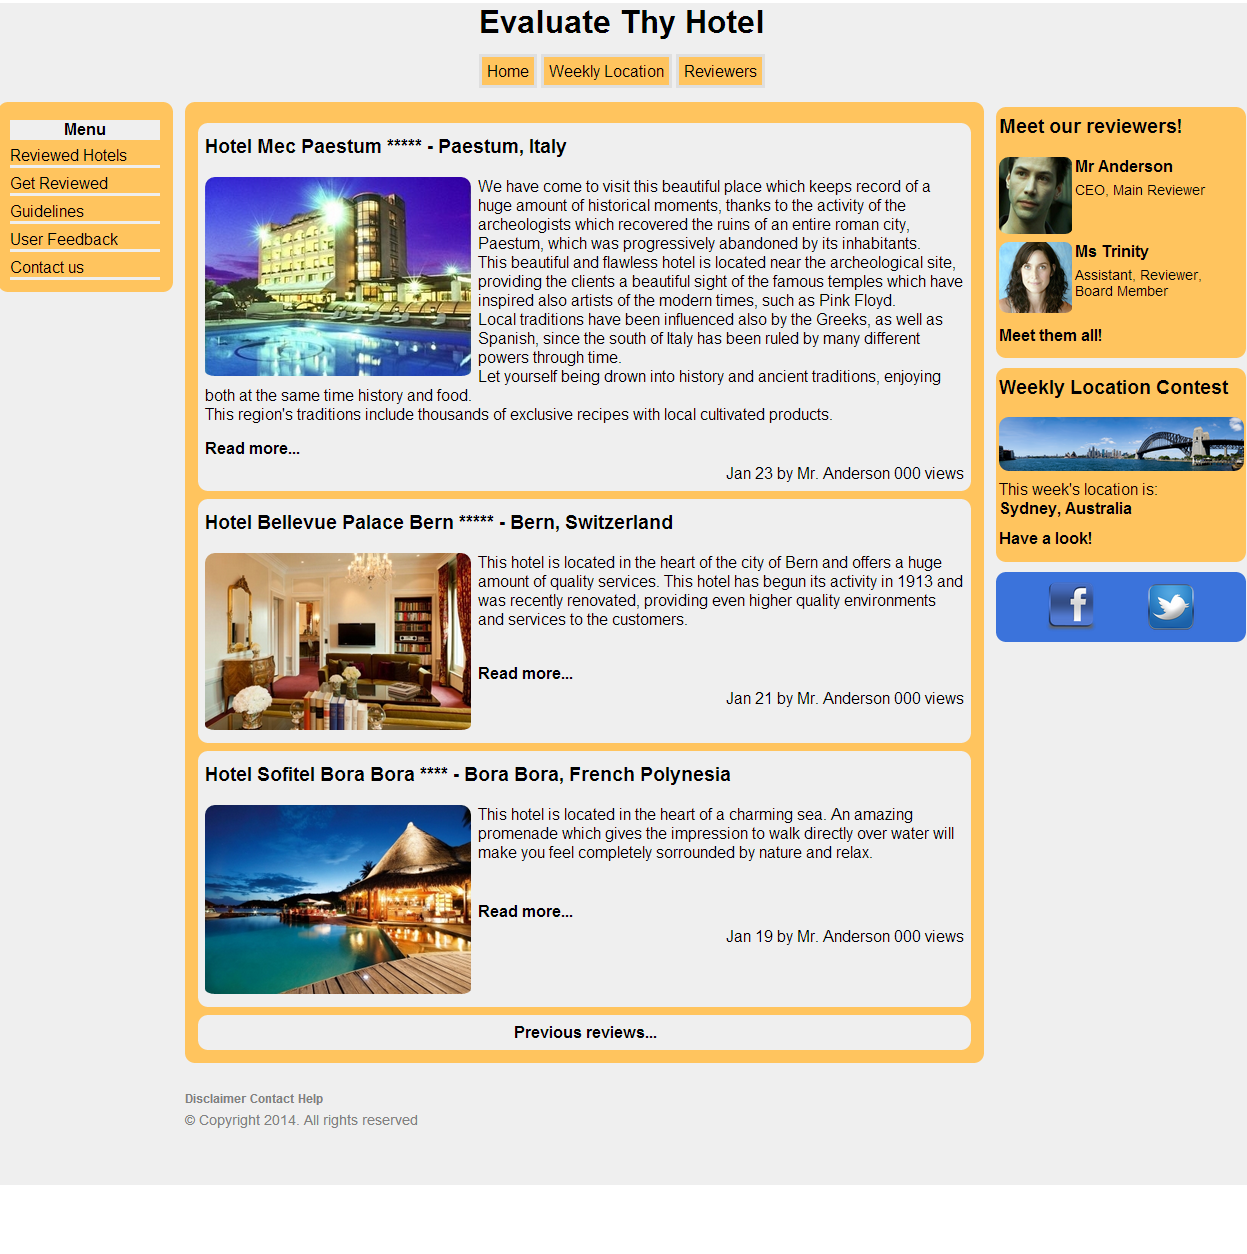 Evaluate Thy Hotel
Home Weekly Location Reviewers
Menu
Reviewed Hotels
Get Reviewed
Guidelines
User Feedback
Contact us
Hotel Mec Paestum ***** - Paestum, Italy
We have come to visit this beautiful place which keeps record of a
huge amount of historical moments, thanks to the activity of the
archeologists which recovered the ruins of an entire roman city,
Paestum, which was progressively abandoned by its inhabitants.
This beautiful and flawless hotel is located near the archeological site,
providing the clients a beautiful sight of the famous temples which have
inspired also artists of the modern times, such as Pink Floyd.
Local traditions have been influenced also by the Greeks, as well as
Spanish, since the south of Italy has been ruled by many different
powers through time.
Let yourself being drown into history and ancient traditions, enjoying
both at the same time history and food.
This region's traditions include thousands of exclusive recipes with local cultivated products.
Read more...
Jan 23 by Mr. Anderson 000 views
Hotel Bellevue Palace Bern ***** - Bern, Switzerland
This hotel is located in the heart of the city of Bern and offers a huge
amount of quality services. This hotel has begun its activity in 1913 and
was recently renovated, providing even higher quality environments
and services to the customers.
Read more...
Jan 21 by Mr. Anderson 000 views
Hotel Sofitel Bora Bora **** - Bora Bora, French Polynesia
This hotel is located in the heart of a charming sea. An amazing
promenade which gives the impression to walk directly over water will
make you feel completely sorrounded by nature and relax.
Read more...
Jan 19 by Mr. Anderson 000 views
Previous reviews...
Meet our reviewers!
Mr Anderson
CEO, Main Reviewer
Ms Trinity
Assistant, Reviewer,
Board Member
Meet them all!
Weekly Location Contest
This week's location is:
Sydney, Australia
Have a look!
f
Disclaimer Contact Help
© Copyright 2014. All rights reserved